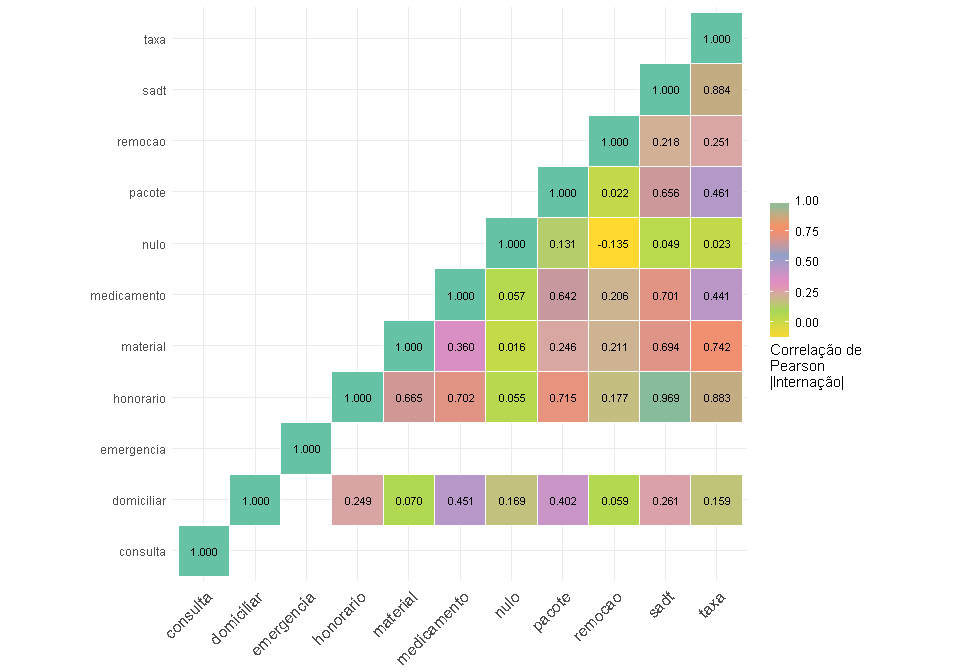 taxa 1.000
sadt 1.000 0.884
remocao 1.000 0.218 0.251
pacote 1.000 0.022 0.656 0.461
nulo 1.000 0.131 -0.135 0.049 0.023
medicamento 1.000 0.057 0.642 0.206 0.701 0.441
material 1.000 0.360 0.016 0.246 0.211 0.694 0.742
honorario 1.000 0.665 0.702 0.055 0.715 0.177 0.969 0.883
emergencia 1.000
domiciliar 1.000 0.249 0.070 0.451 0.169 0.402 0.059 0.261 0.159
consulta 1.000
consulta domiciliar emergencia honorario material medicamento nulo pacote remocao sadt taxa
1.00
0.75
0.50
0.25
0.00
Correlação de
Pearson
|Internação|